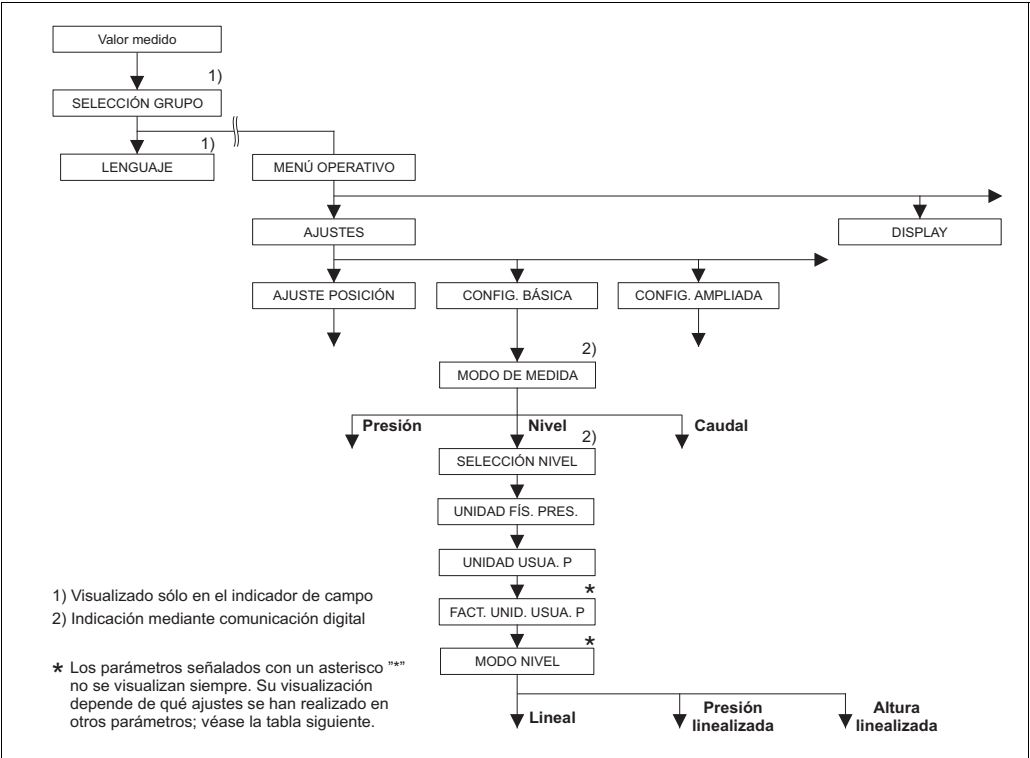 Valor medido
1)
SELECCIÓN GRUPO
1)
LENGUAJE
MENÚ OPERATIVO
AJUSTES
DISPLAY
AJUSTE POSICIÓN
CONFIG. BÁSICA
CONFIG. AMPLIADA
2)
MODO DE MEDIDA
Presión
Nivel
Caudal
2)
SELECCIÓN NIVEL
UNIDAD FÍS. PRES.
UNIDAD USUA. P
*
FACT. UNID. USUA. P
*
MODO NIVEL
Lineal
Presión
linealizada
Altura
linealizada
1) Visualizado sólo en el indicador de campo
2) Indicación mediante comunicación digital
* Los parámetros señalados con un asterisco "*"
no se visualizan siempre. Su visualización
depende de qué ajustes se han realizado en
otros parámetros; véase la tabla siguiente.